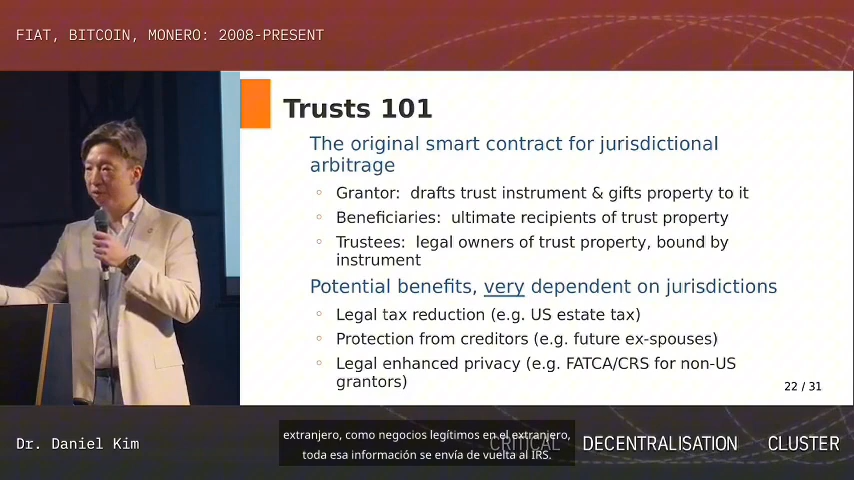 FIAT, BITCOIN, MONERO: 2008-PRESENT
Trusts 101
The original smart contract for jurisdictional
arbitrage
Grantor: drafts trust instrument & gifts property to it
Beneficiaries: ultimate recipients of trust property
Trustees: legal owners of trust property, bound by
instrument
Potential benefits, very dependent on jurisdictions
Legal tax reduction (e.g. US estate tax)
Protection from creditors (e.g. future ex-spouses)
Legal enhanced privacy (e.g. FATCA/CRS for non-US
grantors)
22 / 31
Dr. Daniel Kim
extranjero, como negocios legítimos en el extranjero,
toda esa información se envía de vuelta al IRS.
CRITICAL DECENTRALISATION CLUSTER